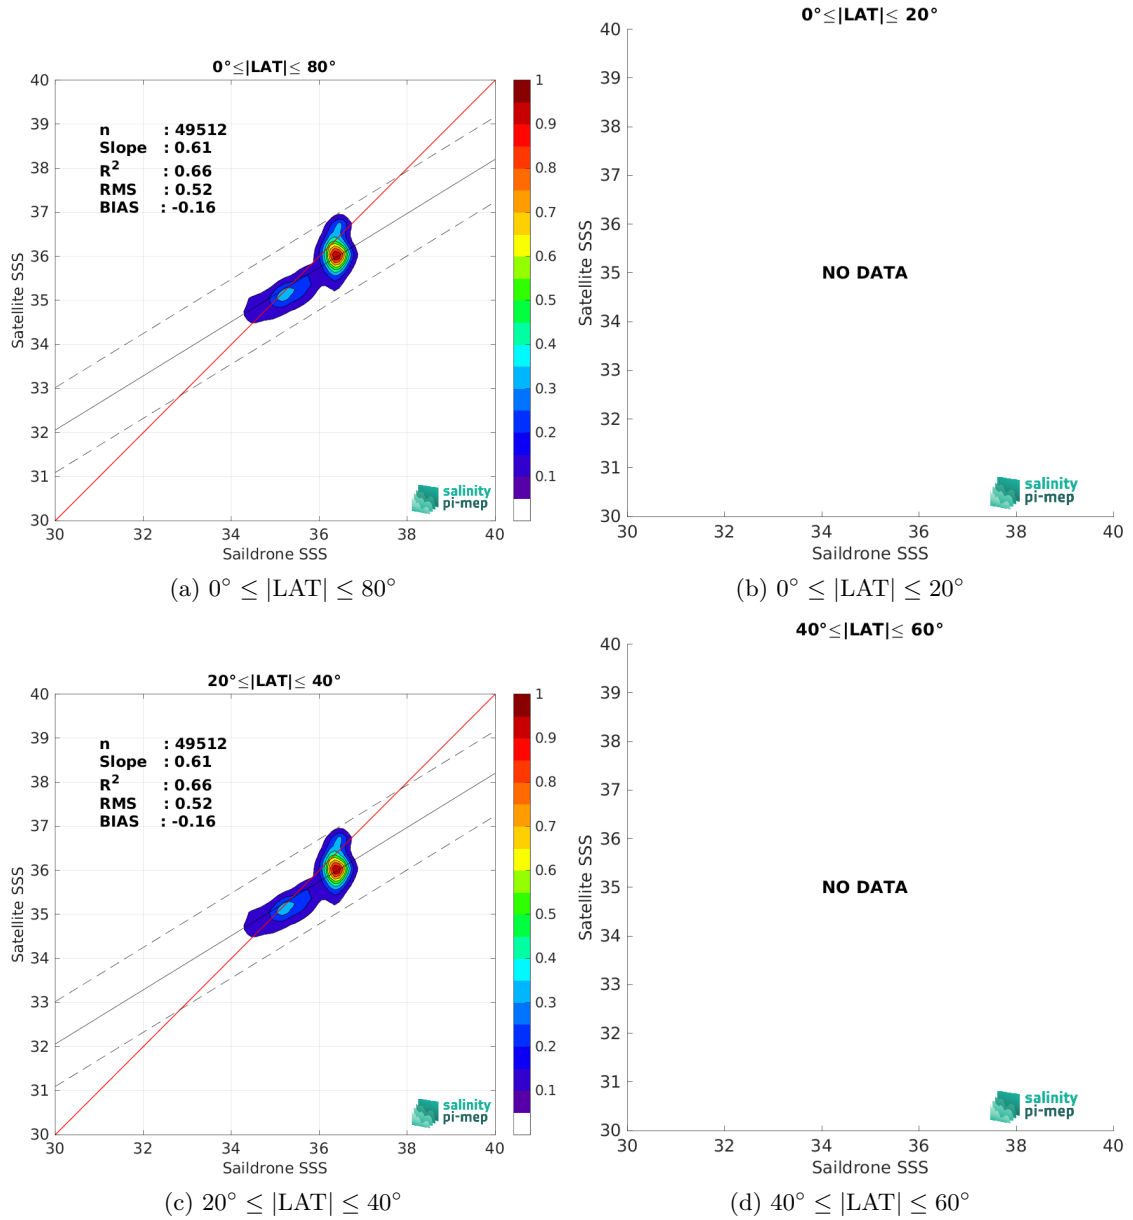 0°≤|LAT|≤ 80°
40
39
38
37
36
35
34
33
32
31
30
Satellite SSS
n : 49512
Slope : 0.61
R² : 0.66
RMS : 0.52
BIAS : -0.16
salinity
pi-mep
30 32 34 36 38 40
Saildrone SSS
1
0.9
0.8
0.7
0.6
0.5
0.4
0.3
0.2
0.1
(a) 0° ≤ |LAT| ≤ 80°
0°≤|LAT|≤ 20°
40
39
38
37
36
35
34
33
32
31
30
Satellite SSS
NO DATA
salinity
pi-mep
30 32 34 36 38 40
Saildrone SSS
(b) 0° ≤ |LAT| ≤ 20°
20°≤|LAT|≤ 40°
40
39
38
37
36
35
34
33
32
31
30
Satellite SSS
n : 49512
Slope : 0.61
R² : 0.66
RMS : 0.52
BIAS : -0.16
salinity
pi-mep
30 32 34 36 38 40
Saildrone SSS
1
0.9
0.8
0.7
0.6
0.5
0.4
0.3
0.2
0.1
(c) 20° ≤ |LAT| ≤ 40°
40°≤|LAT|≤ 60°
40
39
38
37
36
35
34
33
32
31
30
Satellite SSS
NO DATA
salinity
pi-mep
30 32 34 36 38 40
Saildrone SSS
(d) 40° ≤ |LAT| ≤ 60°